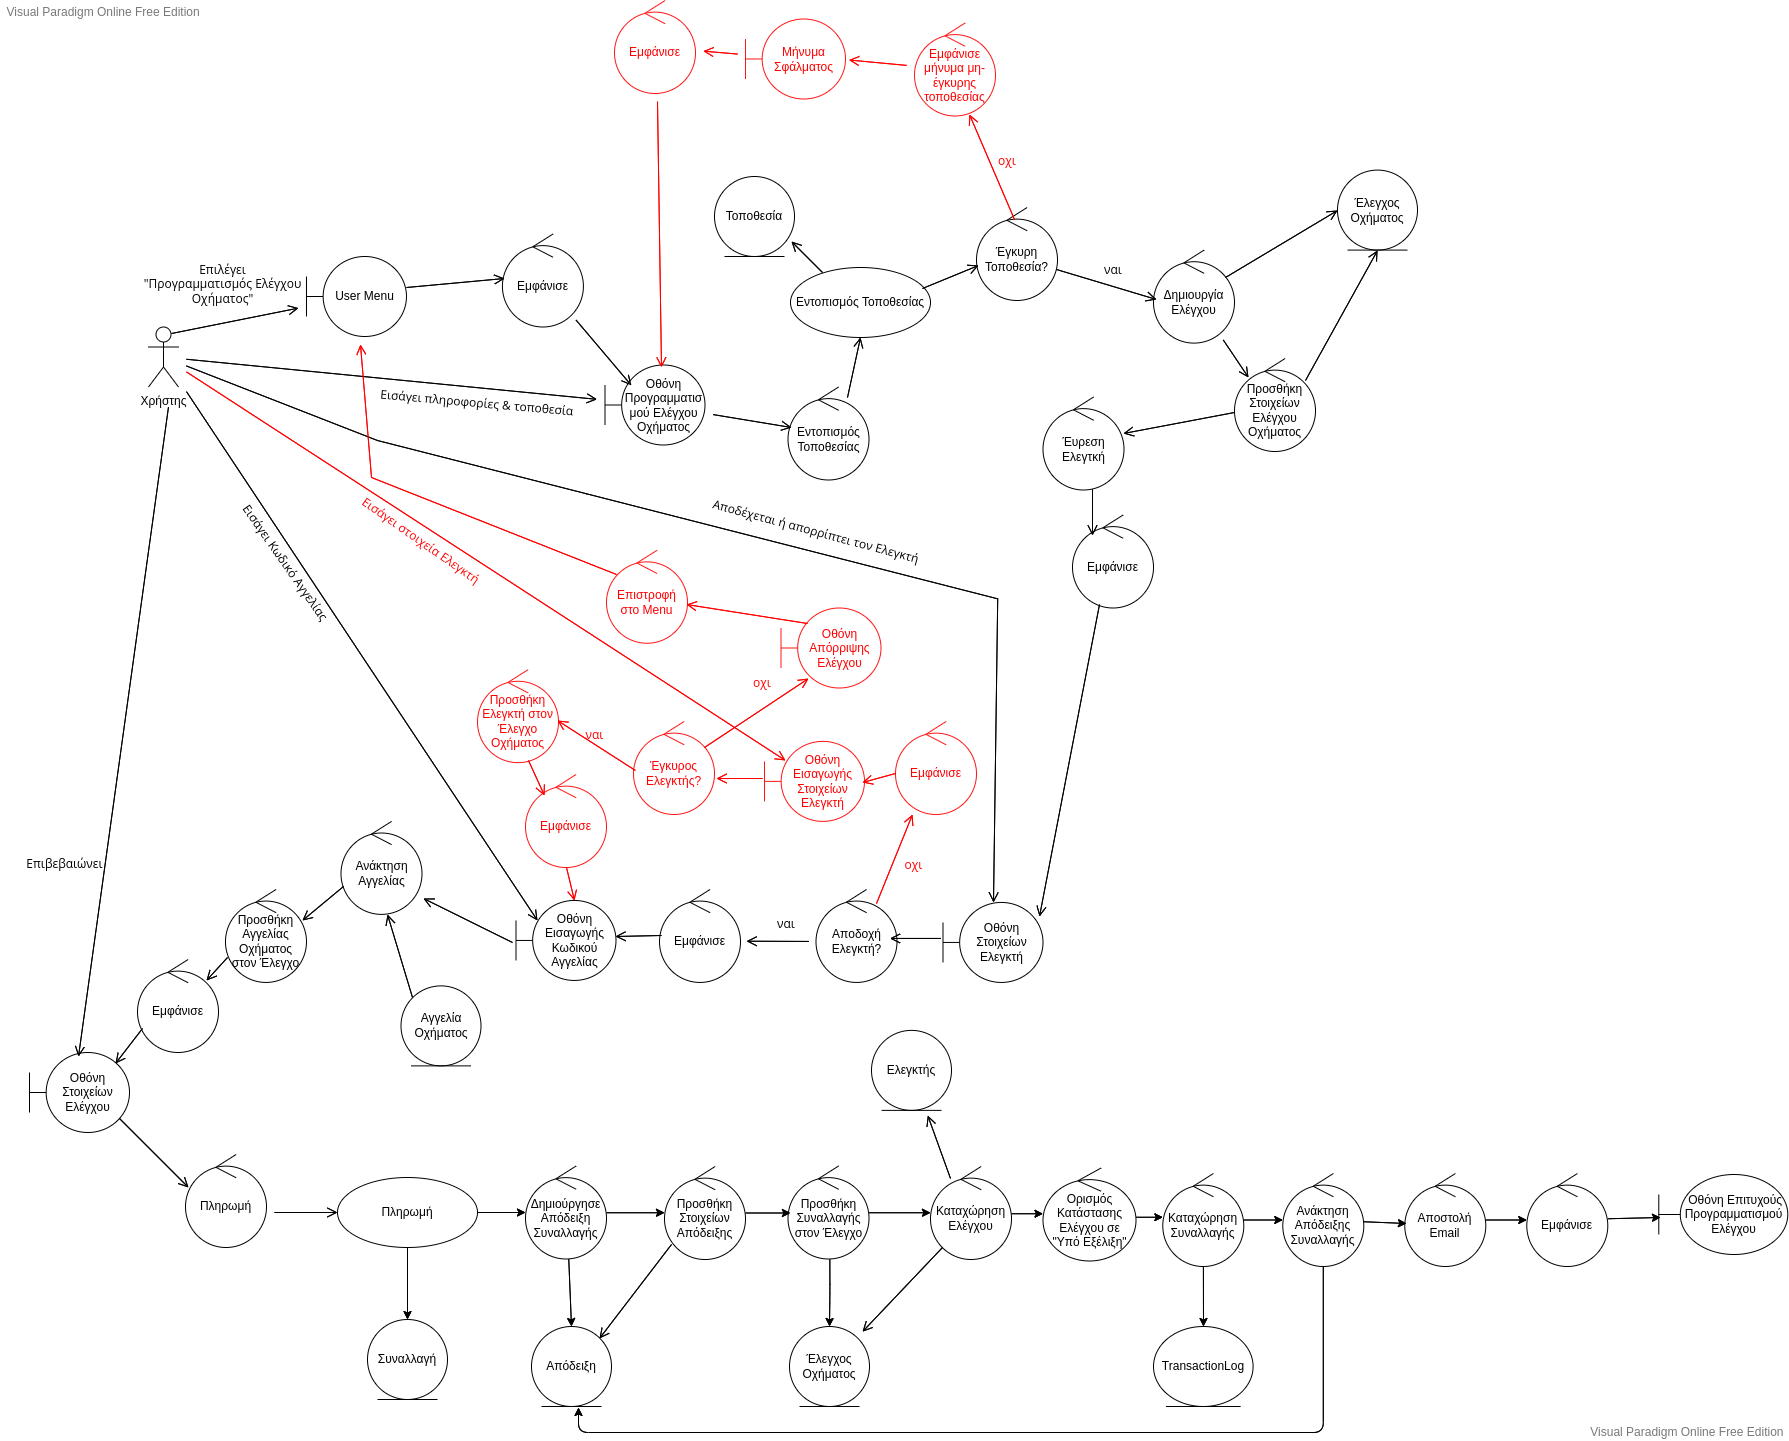 Visual Paradigm Online Free Edition
Εμφάνισε
Μήνυμα
Σφάλματος
Εμφάνισε
μήνυμα μη-
έγκυρης
τοποθεσίας
οχι
Τοποθεσία
Έλεγχος
Οχήματος
Επιλέγει
"Προγραμματισμός Ελέγχου
Οχήματος"
User Menu
Εμφάνισε
Εντοπισμός Τοποθεσίας
Έγκυρη
Τοποθεσία?
ναι
Δημιουργία
Ελέγχου
Χρήστης
Εισάγει πληροφορίες & τοποθεσία
Οθόνη
Προγραμματισ
μού Ελέγχου
Οχήματος
Εντοπισμός
Τοποθεσίας
Προσθήκη
Στοιχείων
Ελέγχου
Οχήματος
Έυρεση
Ελεγτκή
Εμφάνισε
Αποδέχεται ή απορρίπτει τον Ελεγκτή
Εισάγει στοιχεία Ελεγκτή
Εισάγει Κωδικό Αγγελίας
Επιστροφή
στο Menu
Οθόνη
Απόρριψης
Ελέγχου
οχι
Προσθήκη
Ελεγκτή στον
Έλεγχο
Οχήματος
ναι
Έγκυρος
Ελεγκτής?
Οθόνη
Εισαγωγής
Στοιχείων
Ελεγκτή
Εμφάνισε
Εμφάνισε
οχι
Επιβεβαιώνει
Ανάκτηση
Αγγελίας
Προσθήκη
Αγγελίας
Οχήματος
στον Έλεγχο
Οθόνη
Εισαγωγής
Κωδικού
Αγγελίας
Εμφάνισε
ναι
Αποδοχή
Ελεγκτή?
Οθόνη
Στοιχείων
Ελεγκτή
Εμφάνισε
Αγγελία
Οχήματος
Οθόνη
Στοιχείων
Ελέγχου
Ελεγκτής
Πληρωμή
Πληρωμή
Δημιούργησε
Απόδειξη
Συναλλαγής
Προσθήκη
Στοιχείων
Απόδειξης
Προσθήκη
Συναλλαγής
στον Έλεγχο
Καταχώρηση
Ελέγχου
Ορισμός
Κατάστασης
Ελέγχου σε
"Υπό Εξέλιξη"
Καταχώρηση
Συναλλαγής
Ανάκτηση
Απόδειξης
Συναλλαγής
Αποστολή
Email
Εμφάνισε
Οθόνη Επιτυχούς
Προγραμματισμού
Ελέγχου
Συναλλαγή
Απόδειξη
Έλεγχος
Οχήματος
TransactionLog
Visual Paradigm Online Free Edition